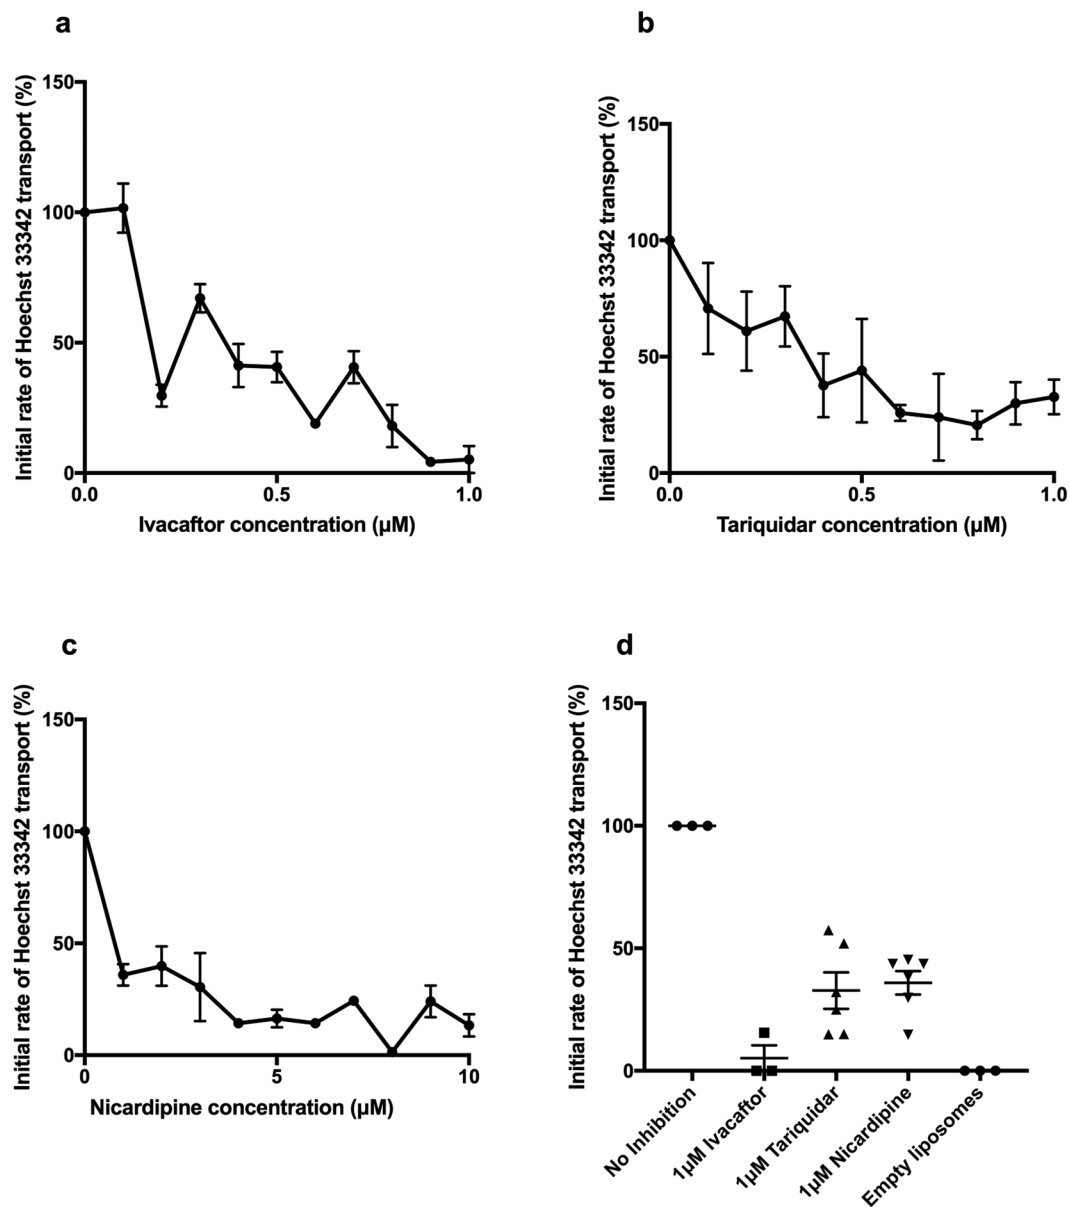 a
Initial rate of Hoechst 33342 transport (%)
150
100
50
0
0.0 0.5 1.0
Ivacaftor concentration (µM)
b
Initial rate of Hoechst 33342 transport (%)
150
100
50
0
0.0 0.5 1.0
Tariquidar concentration (µM)
c
Initial rate of Hoechst 33342 transport (%)
150
100
50
0
0 5 10
Nicardipine concentration (µM)
d
Initial rate of Hoechst 33342 transport (%)
150
100
50
0
No Inhibition
1µM Ivacaftor
1µM Tariquidar
1µM Nicardipine
Empty liposomes